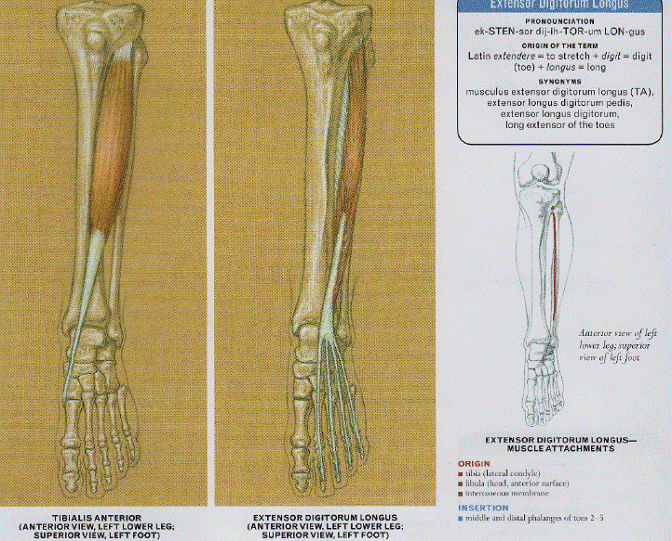 Extensor Digitorum Longus
PRONOUNCIATION
ek-STEN-sor dij-ih-TOR-um LON-gus
ORIGIN OF THE TERM
Latin extendere = to stretch + digit = digit
(toe) + longus = long
SYNONYMS
musculus extensor digitorum longus (TA),
extensor longus digitorum pedis,
extensor longus digitorum,
long extensor of the toes
Anterior view of left
lower leg; superior
view of left foot
EXTENSOR DIGITORUM LONGUS—
MUSCLE ATTACHMENTS
ORIGIN
tibia (lateral condyle)
fibula (head, anterior surface)
interosseous membrane
INSERTION
middle and distal phalanges of toes 2–5
TIBIALIS ANTERIOR
(ANTERIOR VIEW, LEFT LOWER LEG;
SUPERIOR VIEW, LEFT FOOT)
EXTENSOR DIGITORUM LONGUS
(ANTERIOR VIEW, LEFT LOWER LEG;
SUPERIOR VIEW, LEFT FOOT)